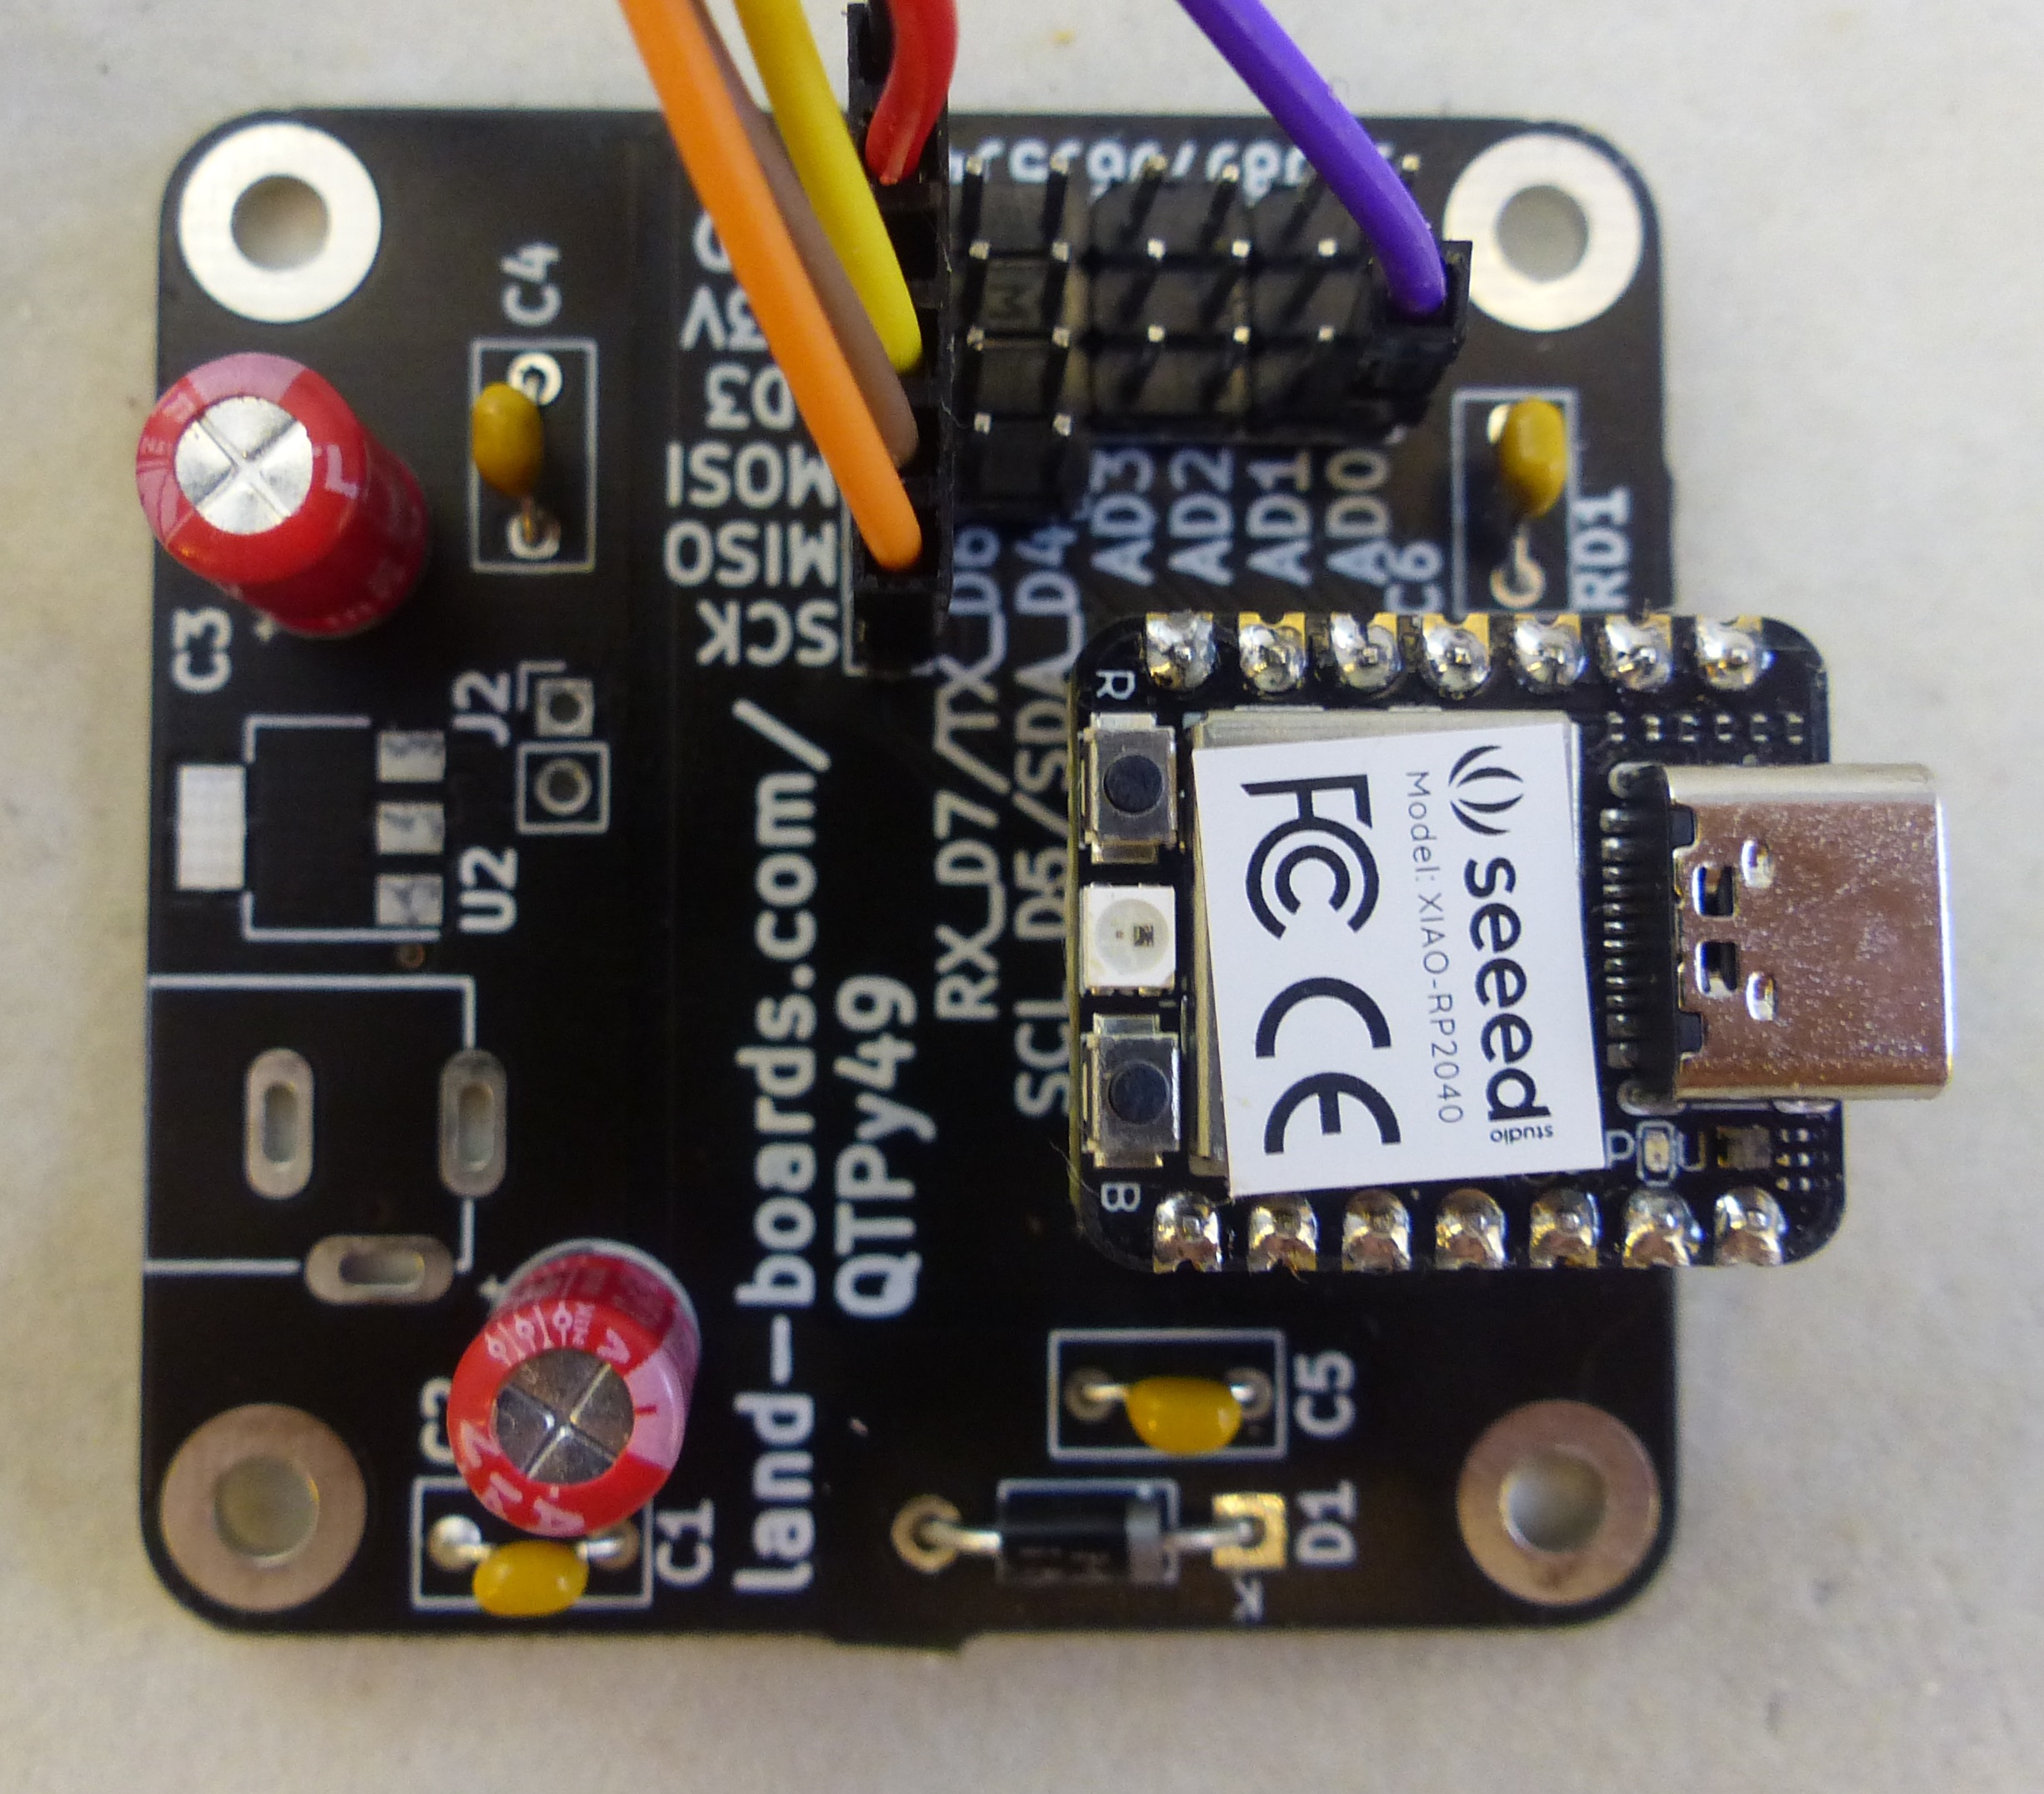 C4
3V
D3
MOSI
MISO
SCK
AD3
AD2
AD1
AD0
C6
RD1
C3
J2
U2
RX_D7/TX_D6
SCL_D5/SDA_D4
land-boards.com/
QTPy49
R
B
seeed
studio
Model: XIAO-RP2040
FC CE
P
U
C2
C1
C5
D1
K